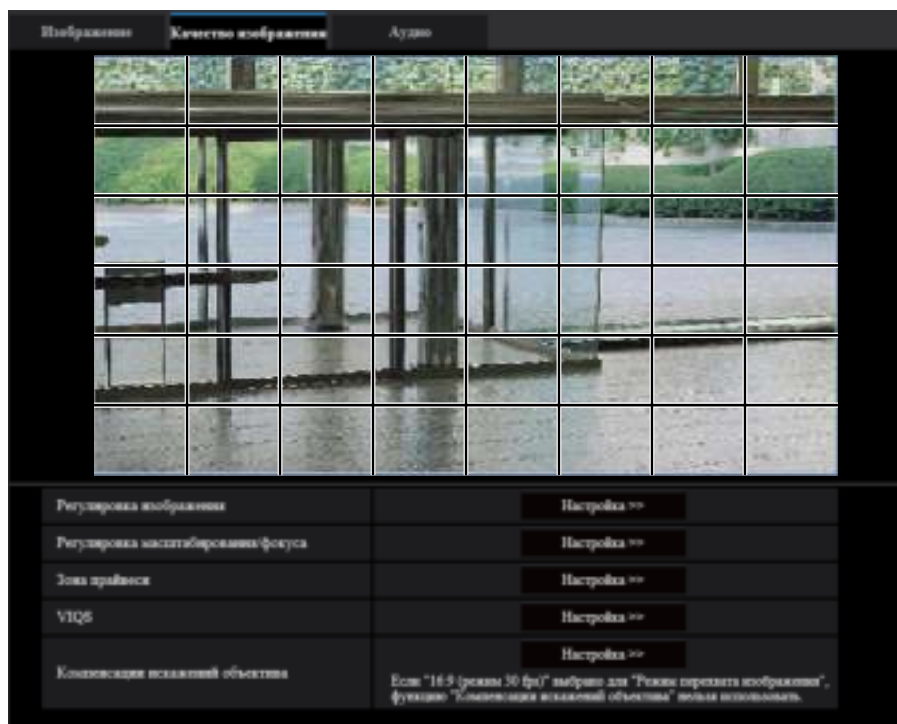 Изображение
Качество изображения
Аудио
Регулировка изображения
Настройка >>
Регулировка масштабирования/фокуса
Настройка >>
Зона прайвеси
Настройка >>
VIQS
Настройка >>
Компенсация искажений объектива
Настройка >>
Если "16:9 (режим 30 fps)" выбрано для "Режим перехвата изображения",
функцию "Компенсация искажений объектива" нельзя использовать.